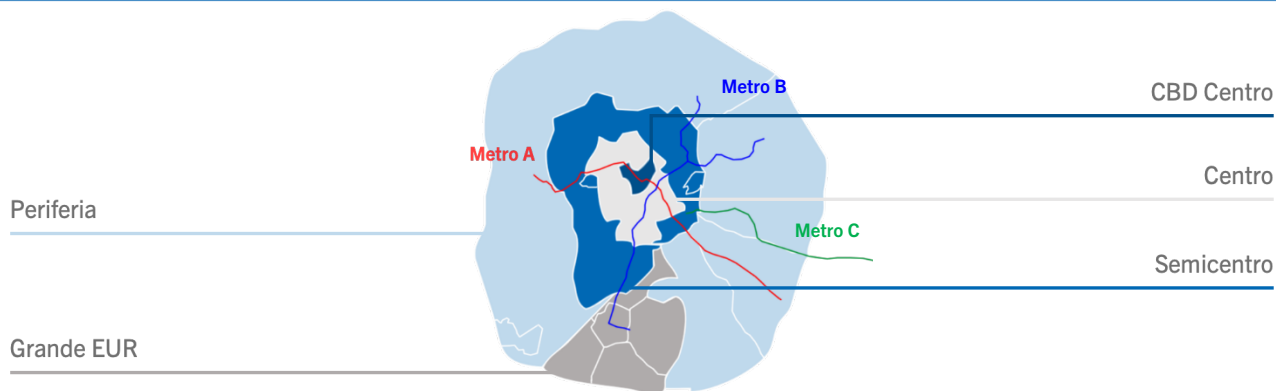 Metro B
CBD Centro
Metro A
Centro
Periferia
Metro C
Semicentro
Grande EUR